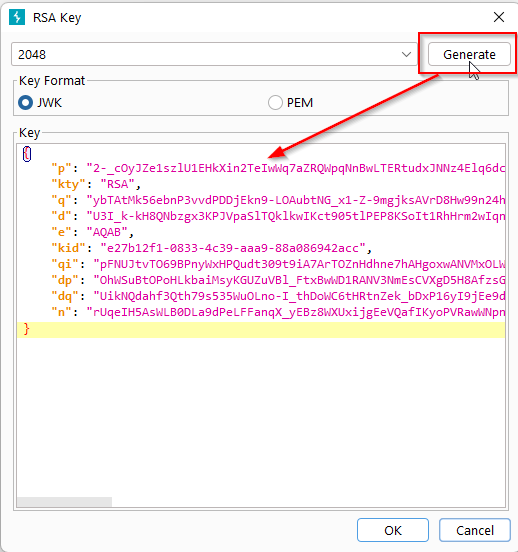 RSA Key
2048
Generate
Key Format
JWK
PEM
Key
{
"p": "2-_cOyJZe1szlU1EHkXin2TeIwWq7aZRQWpqNnBwLTERtudxJNNz4Elq6dc
"kty": "RSA",
"q": "ybTAtMk56ebnP3vvdPDDjEkn9-LOAubtNG_x1-Z-9mgjksAVrD8Hw99n24h
"d": "U3I_k-kH8QNbzgx3KPJVpaSlTQklkwIKct905tlPEP8KSoIt1RhHrm2wIqn
"e": "AQAB",
"kid": "e27b12f1-0833-4c39-aaa9-88a086942acc",
"qi": "pFNUJtvTO69BPnyWxHPQudt309t9iA7ArTOZnHdhne7hAHgoxwANVMxOLW
"dp": "OhWSuBtOPoHLkbaiMsyKGUZuVBl_FtxBwWD1RANV3NmEsCVXgD5H8AfzsG
"dq": "UikNQdahf3Qth79s535WuOLno-I_thDoWC6tHRtnZek_bDxP16yI9jEe9d
"n": "rUqeIH5AsWLB0DLa9dPeLFFanqX_yEBz8WXUxijgEeVQafIKyoPVRawWNpn
}
OK
Cancel